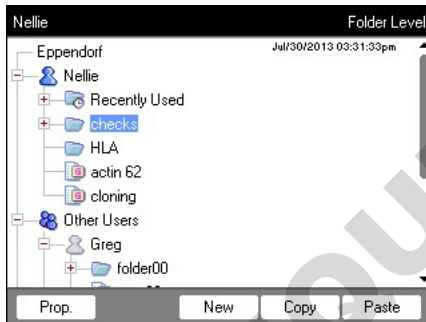 Nellie Folder Level
Eppendorf Jul/30/2013 03:31:33pm
Nellie
Recently Used
checks
HLA
actin 62
cloning
Other Users
Greg
folder00
Prop. New Copy Paste